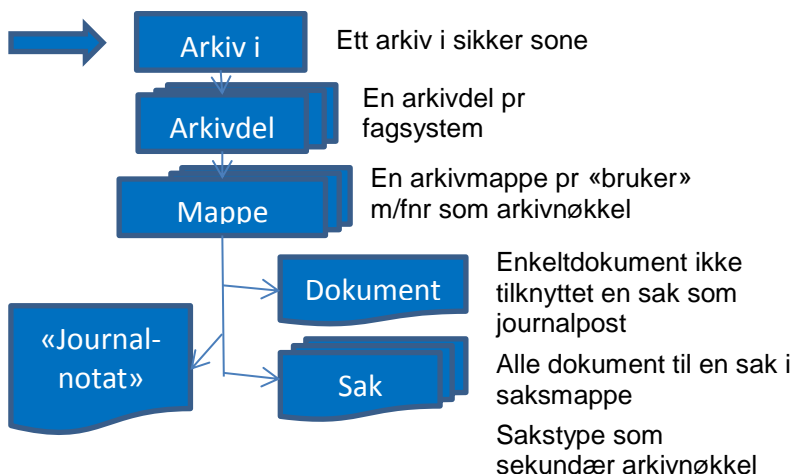 Arkiv i
Ett arkiv i sikker sone
Arkivdel
En arkivdel pr
fagsystem
Mappe
En arkivmappe pr «bruker»
m/fnr som arkivnøkkel
Dokument
Enkeltdokument ikke
tilknyttet en sak som
journalpost
«Journal-
notat»
Sak
Alle dokument til en sak i
saksmappe
Sakstype som
sekundær arkivnøkkel